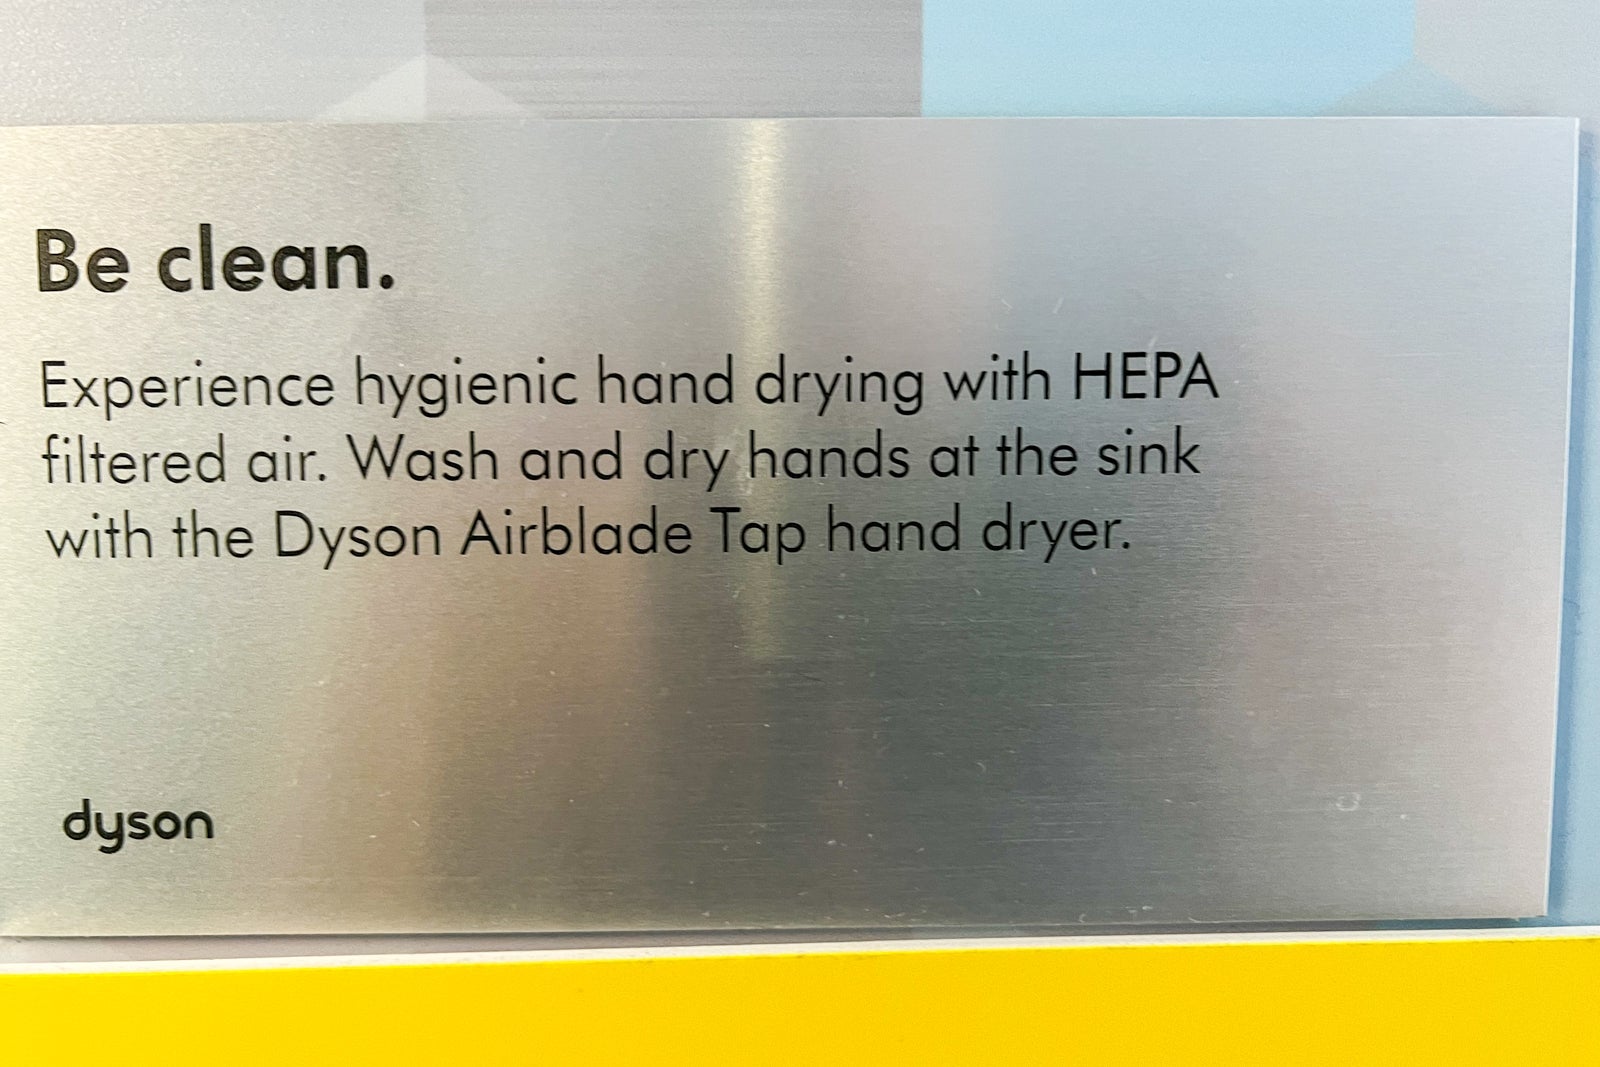 Be clean.
Experience hygienic hand drying with HEPA
filtered air. Wash and dry hands at the sink
with the Dyson Airblade Tap hand dryer.
dyson